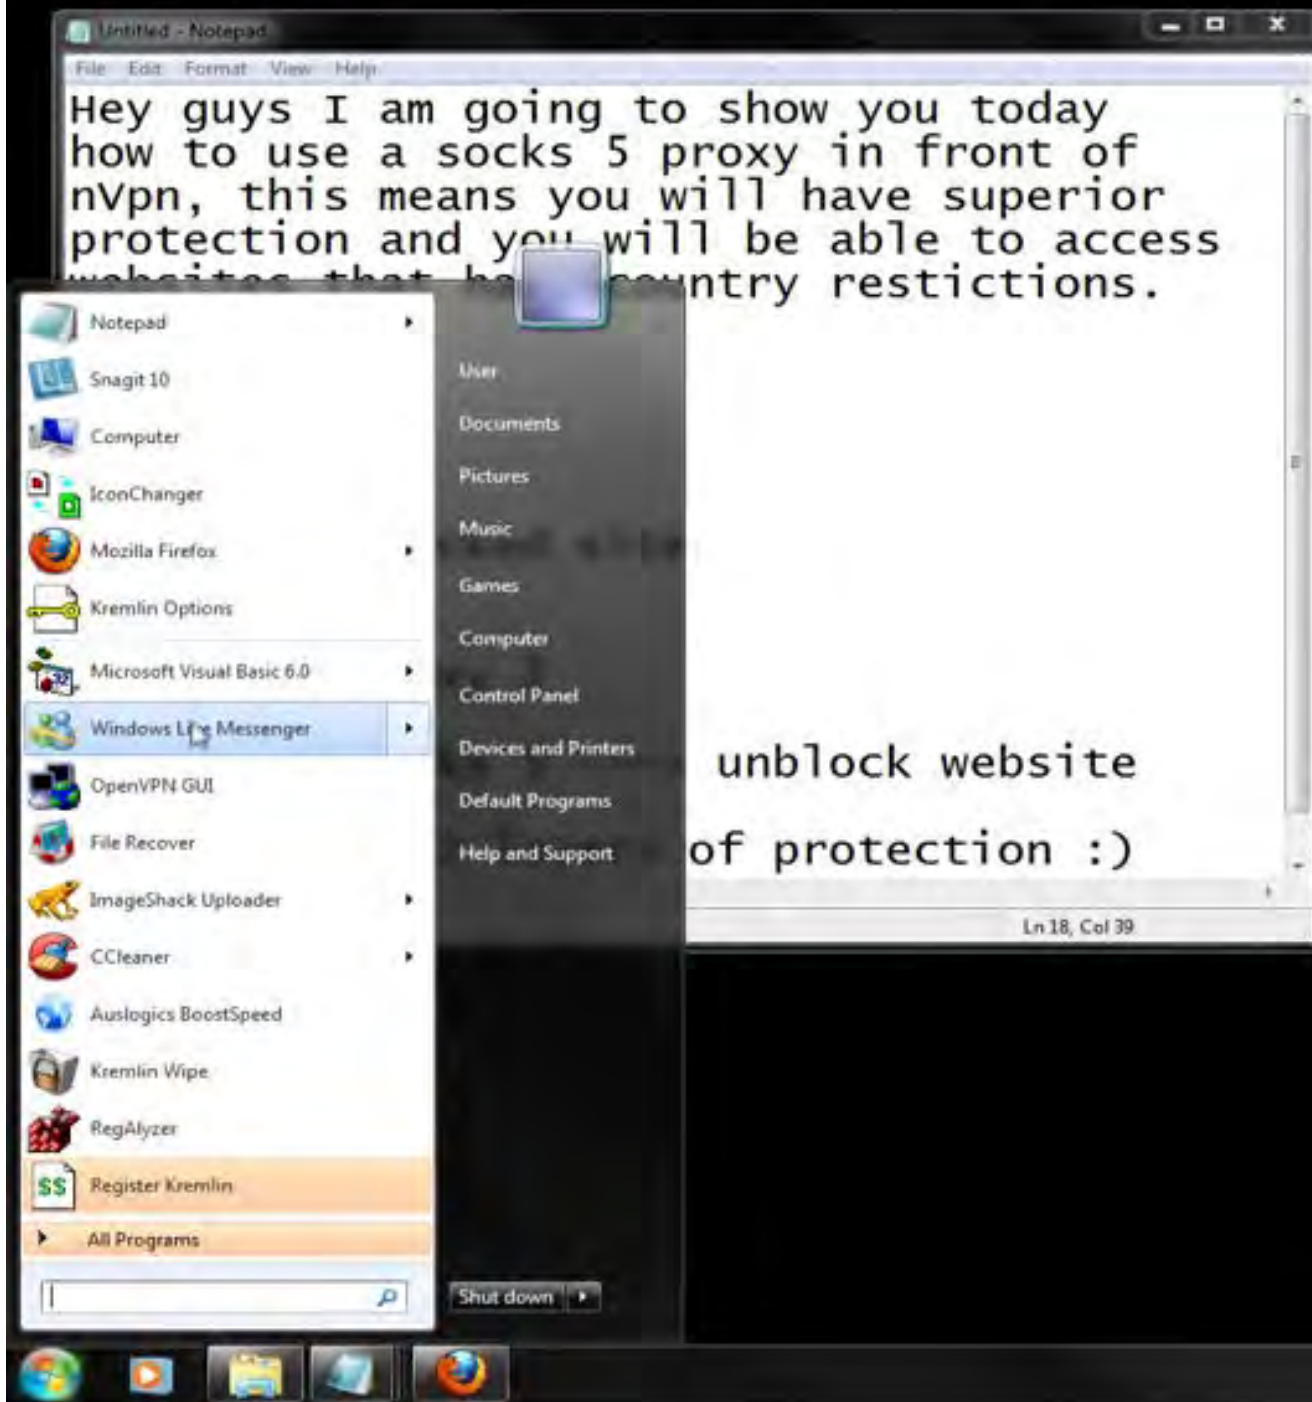 Untitled - Notepad
File Edit Format View Help
Hey guys I am going to show you today
how to use a socks 5 proxy in front of
nVpn, this means you will have superior
protection and you will be able to access
websites that country restictions.
unblock website
of protection :)
Ln 18, Col 39
Notepad
Snagit 10
Computer
IconChanger
Mozilla Firefox
Kremlin Options
Microsoft Visual Basic 6.0
Windows Live Messenger
OpenVPN GUI
File Recover
ImageShack Uploader
CCleaner
Auslogics BoostSpeed
Kremlin Wipe
RegAlyzer
Register Kremlin
All Programs
User
Documents
Pictures
Music
Games
Computer
Control Panel
Devices and Printers
Default Programs
Help and Support
Shut down